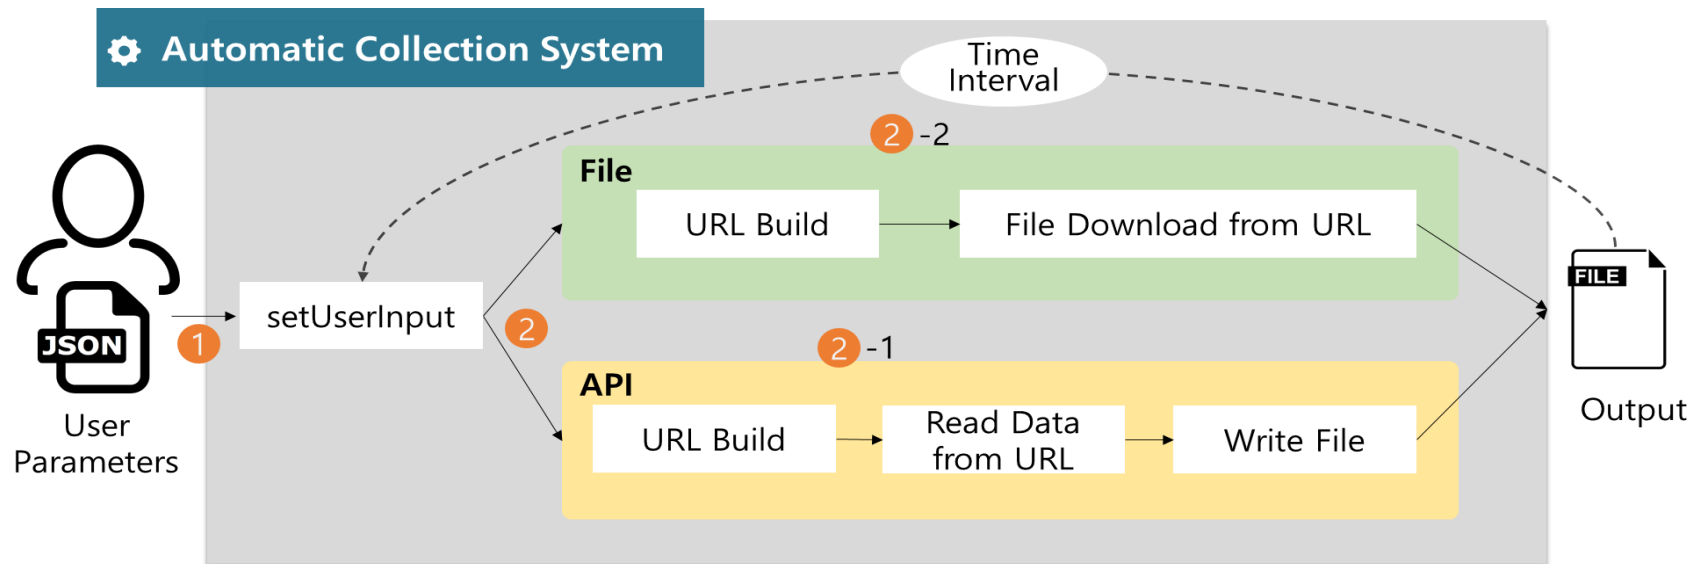 Automatic Collection System
Time
Interval
2 -2
File
URL Build
File Download from URL
FILE
setUserInput
JSON
1
2
2 -1
API
URL Build
Read Data
from URL
Write File
User
Parameters
Output